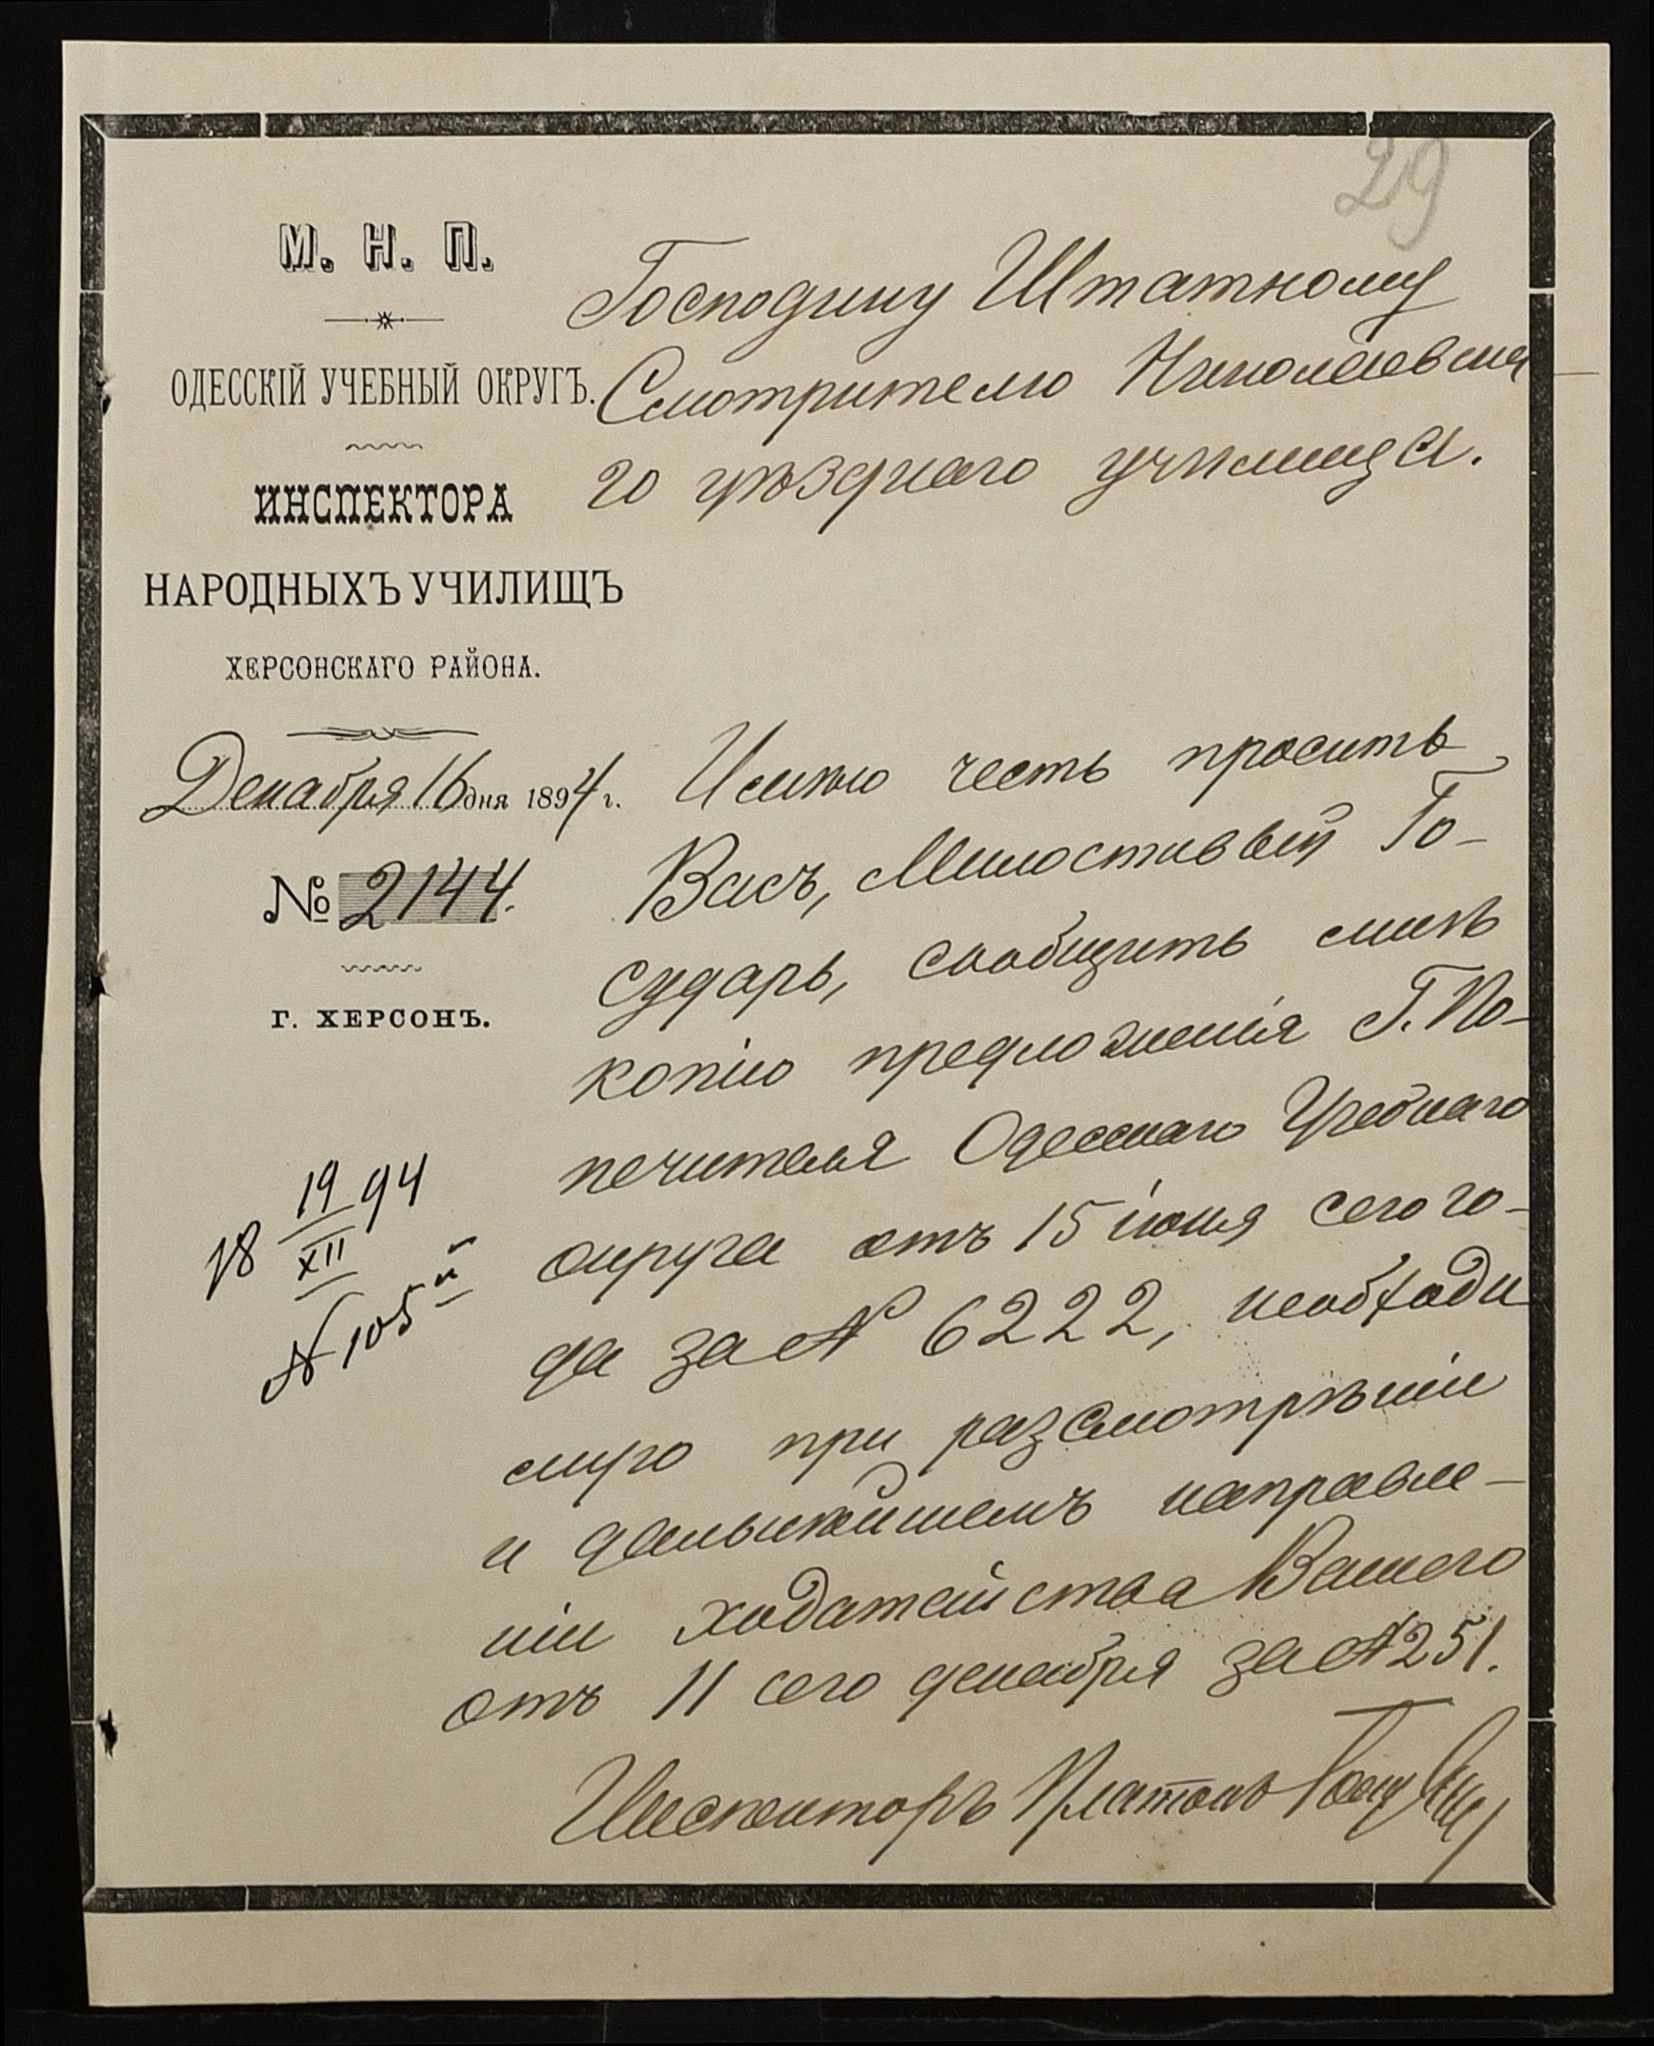 29
М. Н. П.
ОДЕССКІЙ УЧЕБНЫЙ ОКРУГЪ.
ИНСПЕКТОРА
НАРОДНЫХЪ УЧИЛИЩЪ
ХЕРСОНСКАГО РАЙОНА.
Декабря 16 дня 1894 г.
№ 2144.
Г. ХЕРСОНЪ.
19/XII 94
№ 105й
Господину Штатному
Смотрителю Николаевска
го уѣзднаго училища.
Имѣю честь просить
Васъ, Милостивый Го-
сударь, сообщить мнѣ
копію предложенія Г. По-
печителя Одесскаго Учебнаго
округа отъ 15 іюня сего го-
да за № 6222, необходи
мую при разсмотрѣніи
и дальнѣйшемъ направле-
ніи ходатайства Вашего
отъ 11 сего декабря за № 251.
Инспекторъ Платонъ